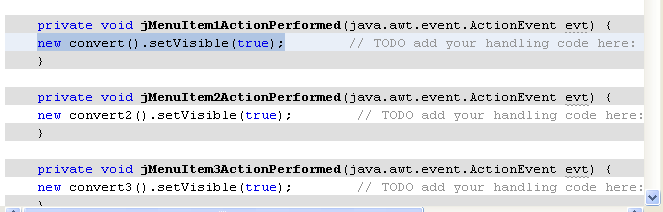 private void jMenuItem1ActionPerformed(java.awt.event.ActionEvent evt) {
new convert().setVisible(true);         // TODO add your handling code here:
}
private void jMenuItem2ActionPerformed(java.awt.event.ActionEvent evt) {
new convert2().setVisible(true);         // TODO add your handling code here:
}
private void jMenuItem3ActionPerformed(java.awt.event.ActionEvent evt) {
new convert3().setVisible(true);         // TODO add your handling code here:
}